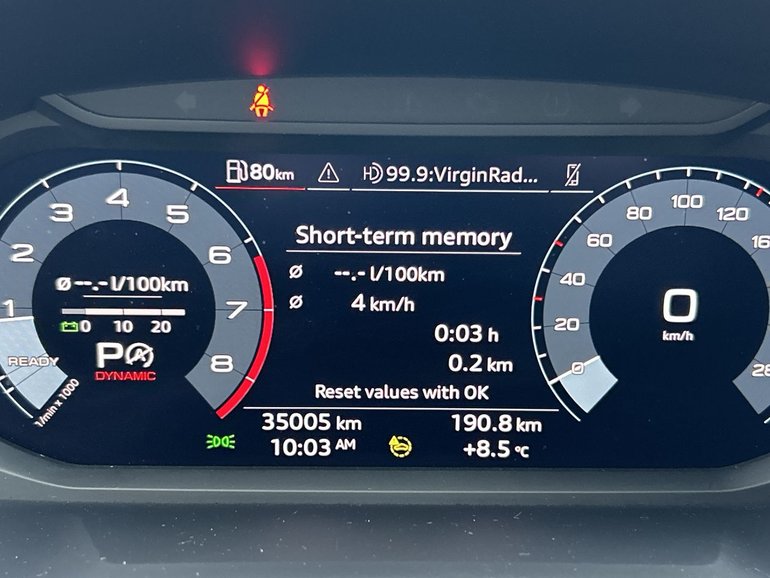 80km
HD 99.9:VirginRad...
Short-term memory
ø --.- l/100km
ø 4 km/h
0:03 h
0.2 km
Reset values with OK
35005 km 190.8 km
10:03 AM +8.5 °C
1 2 3 4 5 6 7 8
ø --.- l/100km
0 10 20
READY
P A
DYNAMIC
1/min x 1000
0 20 40 60 80 100 120
0
km/h